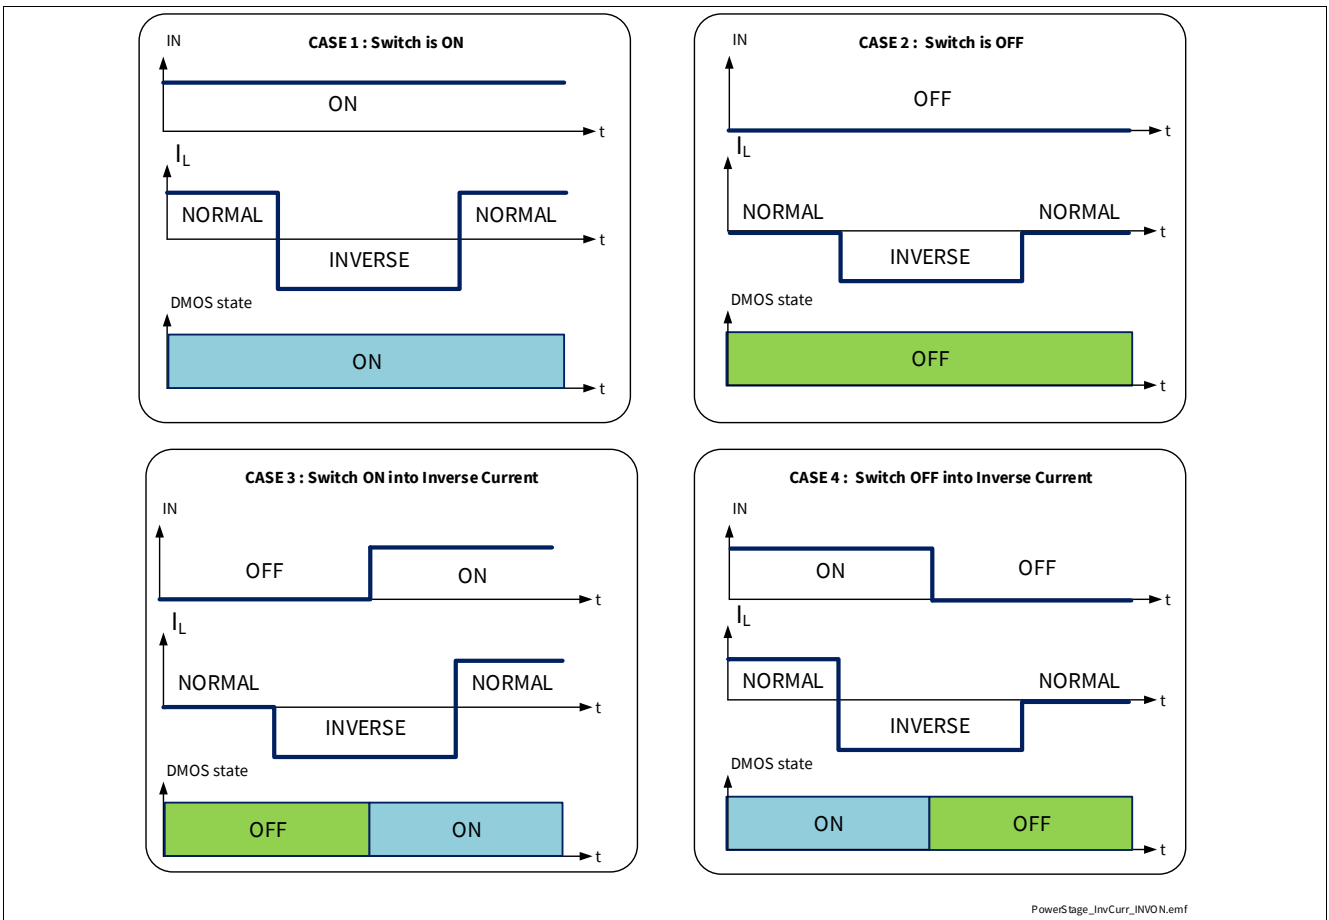 CASE 1 : Switch is ON
IN
ON
t
IL
NORMAL
NORMAL
t
INVERSE
DMOS state
ON
t
CASE 2 : Switch is OFF
IN
OFF
t
IL
NORMAL
NORMAL
t
INVERSE
DMOS state
OFF
t
CASE 3 : Switch ON into Inverse Current
IN
OFF
ON
t
IL
NORMAL
NORMAL
t
INVERSE
DMOS state
OFF
ON
t
CASE 4 : Switch OFF into Inverse Current
IN
ON
OFF
t
IL
NORMAL
NORMAL
t
INVERSE
DMOS state
ON
OFF
t
PowerStage_InvCurr_INVON.emf